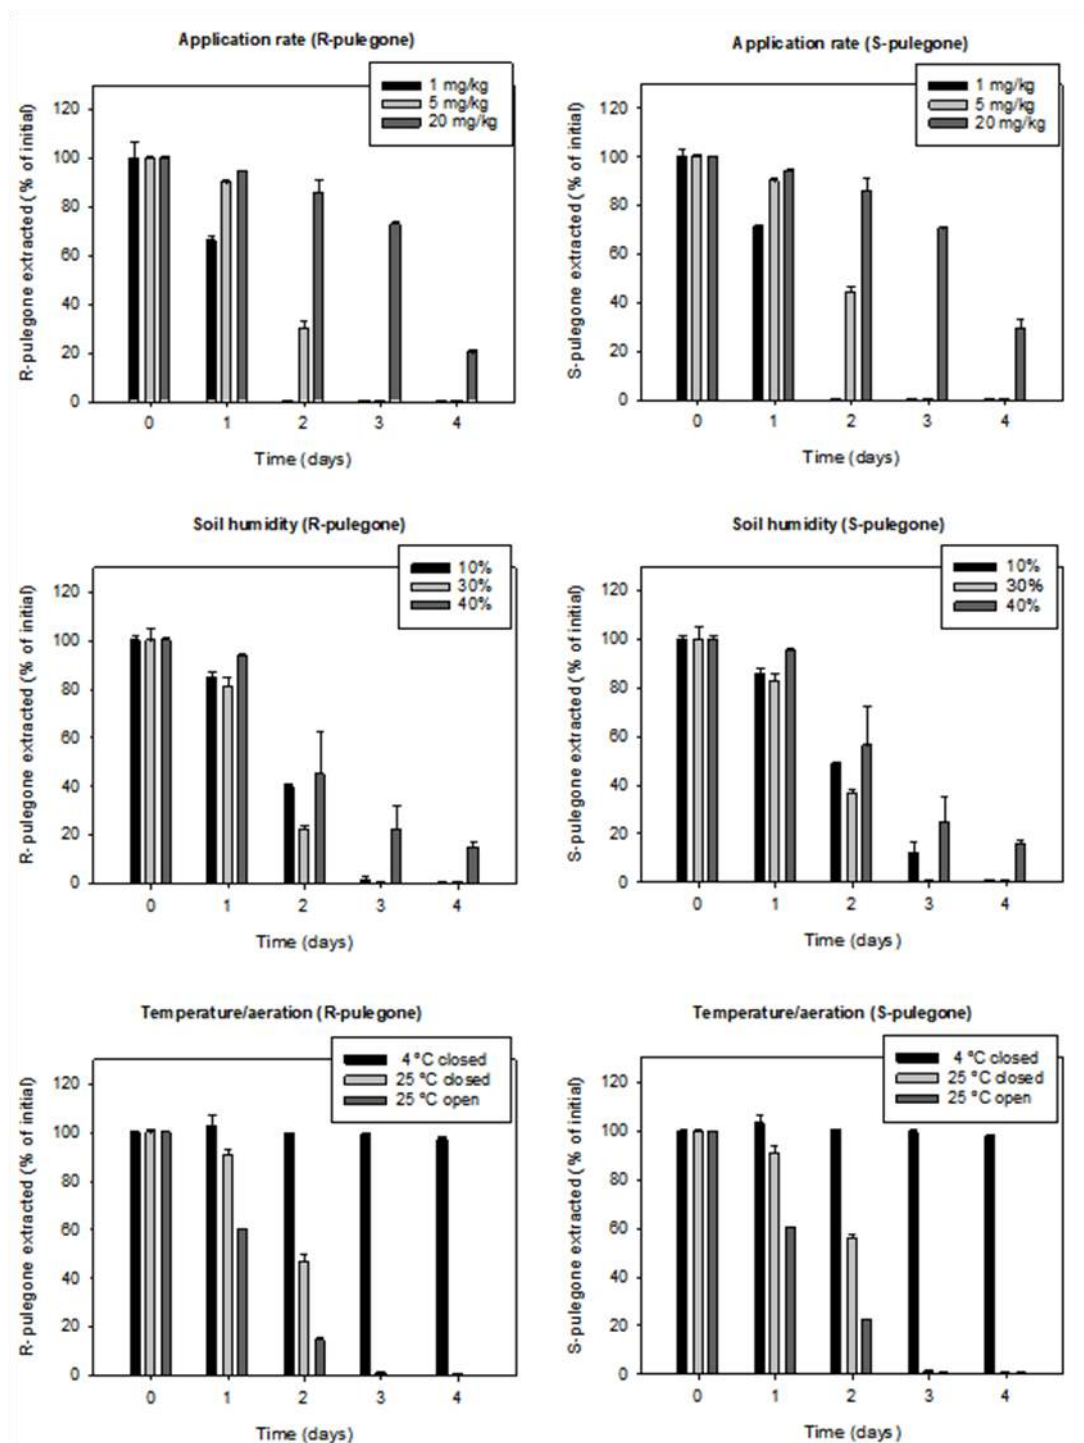 Application rate (R-pulegone)
1 mg/kg
5 mg/kg
20 mg/kg
R-pulegone extracted (% of initial)
120
100
80
60
40
20
0
0 1 2 3 4
Time (days)
Application rate (S-pulegone)
1 mg/kg
5 mg/kg
20 mg/kg
S-pulegone extracted (% of initial)
120
100
80
60
40
20
0
0 1 2 3 4
Time (days)
Soil humidity (R-pulegone)
10%
30%
40%
R-pulegone extracted (% of initial)
120
100
80
60
40
20
0
0 1 2 3 4
Time (days)
Soil humidity (S-pulegone)
10%
30%
40%
S-pulegone extracted (% of initial)
120
100
80
60
40
20
0
0 1 2 3 4
Time (days)
Temperature/aeration (R-pulegone)
4 ºC closed
25 ºC closed
25 ºC open
R-pulegone extracted (% of initial)
120
100
80
60
40
20
0
0 1 2 3 4
Time (days)
Temperature/aeration (S-pulegone)
4 ºC closed
25 ºC closed
25 ºC open
S-pulegone extracted (% of initial)
120
100
80
60
40
20
0
0 1 2 3 4
Time (days)